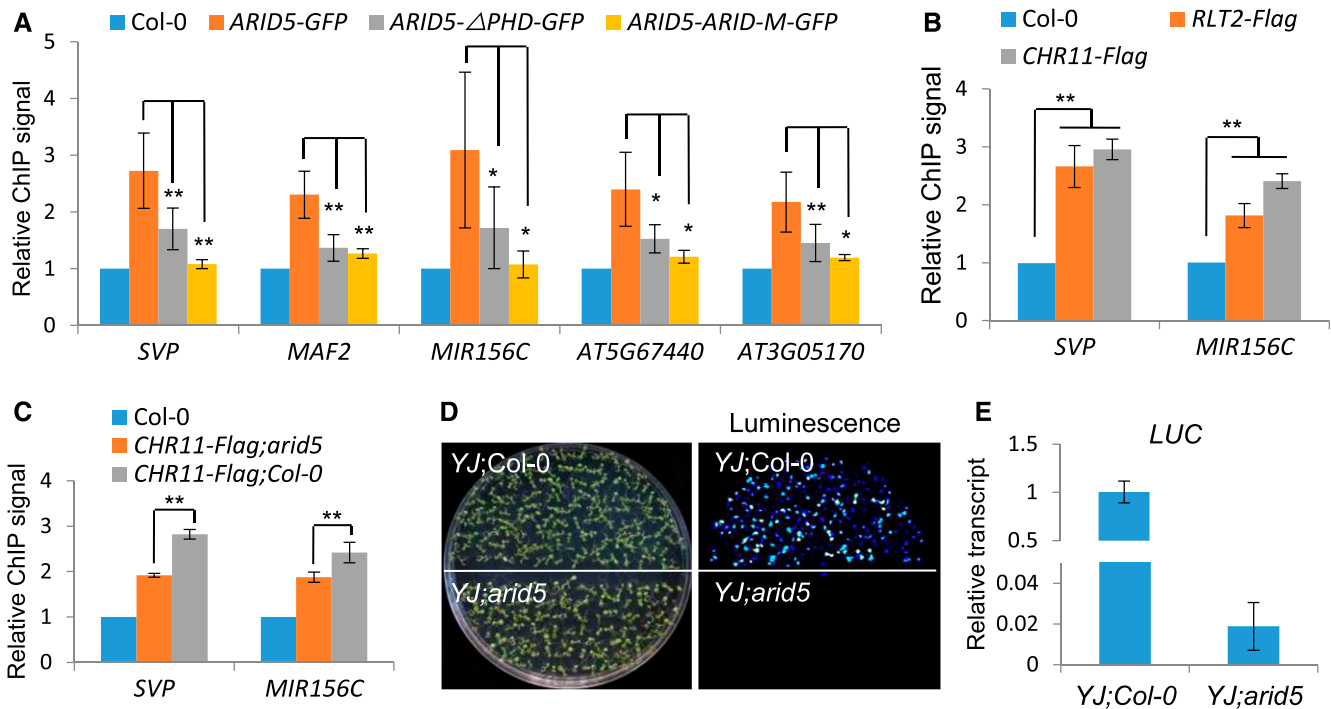 A
Col-0 ARID5-GFP ARID5-△PHD-GFP ARID5-ARID-M-GFP
Relative ChIP signal
5
4
3
2
1
0
** ** ** ** * * * * ** *
SVP MAF2 MIR156C AT5G67440 AT3G05170
B
Col-0 RLT2-Flag
CHR11-Flag
Relative ChIP signal
4
3
2
1
0
** **
SVP MIR156C
C
Col-0
CHR11-Flag;arid5
CHR11-Flag;Col-0
Relative ChIP signal
4
3
2
1
0
** **
SVP MIR156C
D
Luminescence
YJ;Col-0 YJ;Col-0
YJ;arid5 YJ;arid5
E
LUC
Relative transcript
1.5
1
0.5
0.04
0.02
0
YJ;Col-0 YJ;arid5